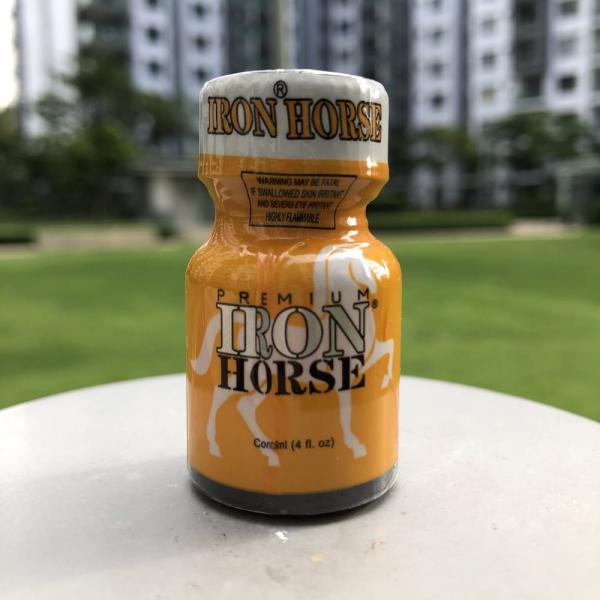 ®
IRON HORSE
WARNING MAY BE FATAL
IF SWALLOWED SKIN IRRITANT
AND SEVERS EYE IRRITANT
HIGHLY FLAMMABLE
PREMIUM
IRON®
HORSE
(4 fl. oz)